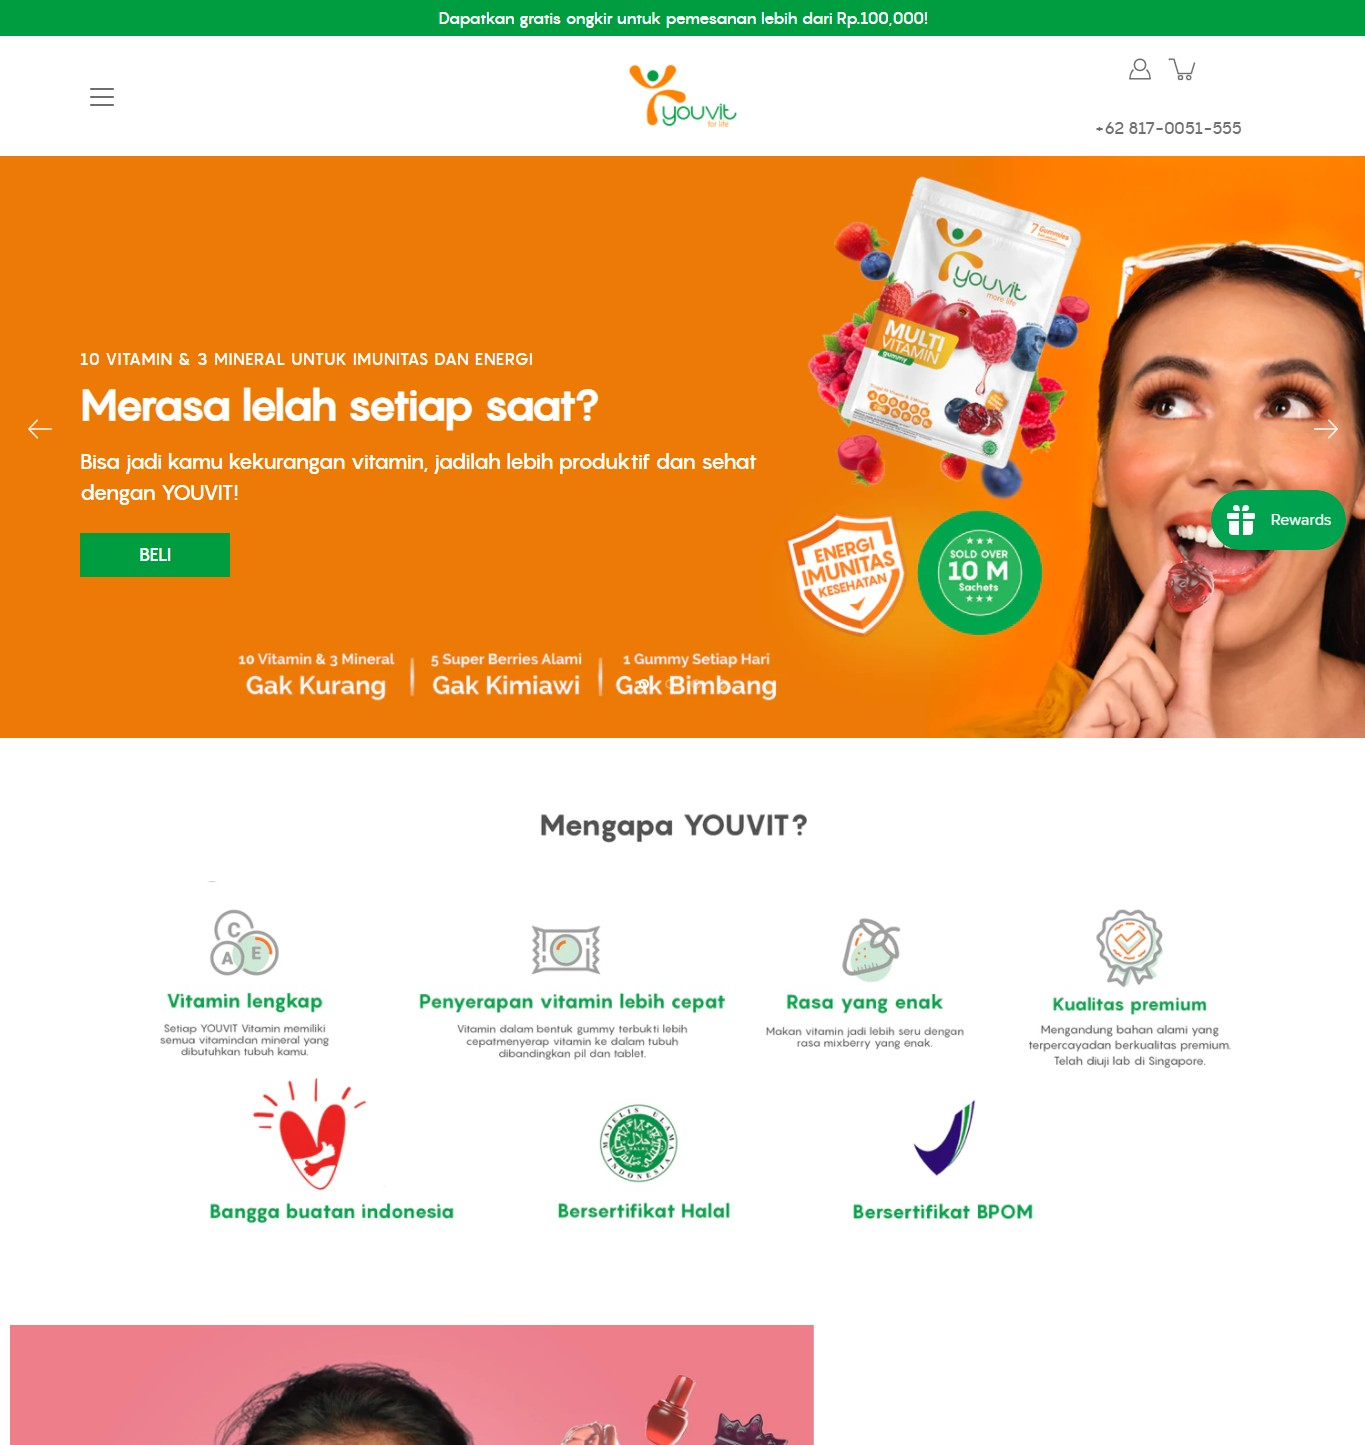 Dapatkan gratis ongkir untuk pemesanan lebih dari Rp.100,000!
youvit
for life
+62 817-0051-555
7 Gummies
youvit
more life
MULTI
VITAMIN
gummy
10 VITAMIN & 3 MINERAL UNTUK IMUNITAS DAN ENERGI
Merasa lelah setiap saat?
Bisa jadi kamu kekurangan vitamin, jadilah lebih produktif dan sehat
dengan YOUVIT!
BELI
ENERGI
IMUNITAS
KESEHATAN
SOLD OVER
10 M
Sachets
Rewards
10 Vitamin & 3 Mineral
Gak Kurang
5 Super Berries Alami
Gak Kimiawi
1 Gummy Setiap Hari
Gak Bimbang
Mengapa YOUVIT?
C
A E
Vitamin lengkap
Setiap YOUVIT Vitamin memiliki
semua vitamindan mineral yang
dibutuhkan tubuh kamu.
Penyerapan vitamin lebih cepat
Vitamin dalam bentuk gummy terbukti lebih
cepatmenyerap vitamin ke dalam tubuh
dibandingkan pil dan tablet.
Rasa yang enak
Makan vitamin jadi lebih seru dengan
rasa mixberry yang enak.
Kualitas premium
Mengandung bahan alami yang
terpercayadan berkualitas premium.
Telah diuji lab di Singapore.
Bangga buatan indonesia
MAJELIS ULAMA
حلال
HALAL
INDONESIA
Bersertifikat Halal
Bersertifikat BPOM